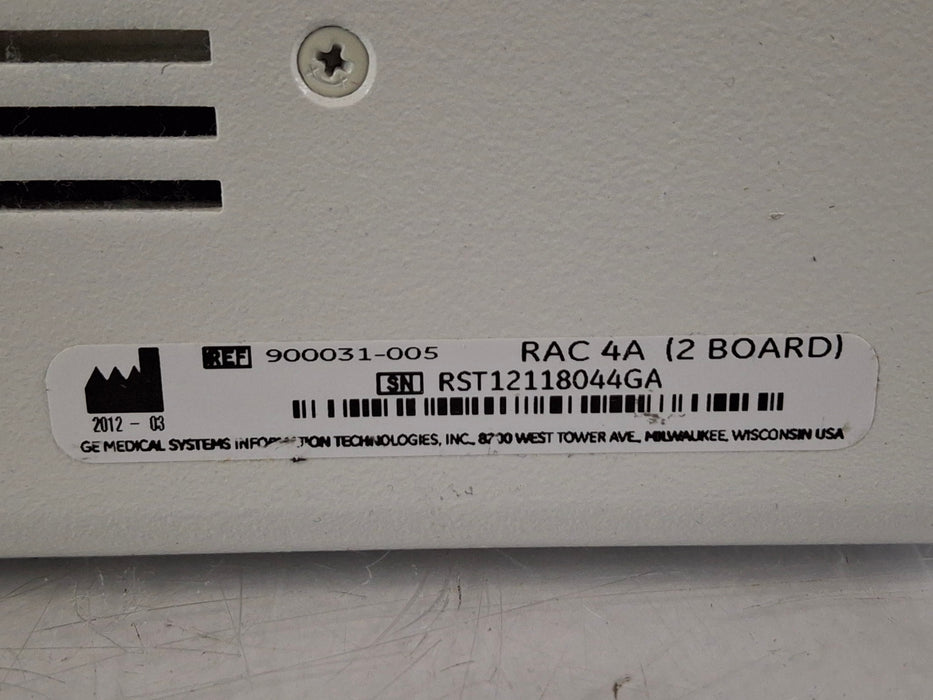 REF 900031-005 RAC 4A (2 BOARD)
SN RST12118044GA
2012 - 03
GE MEDICAL SYSTEMS INFORMATION TECHNOLOGIES, INC., 8200 WEST TOWER AVE., MILWAUKEE, WISCONSIN USA